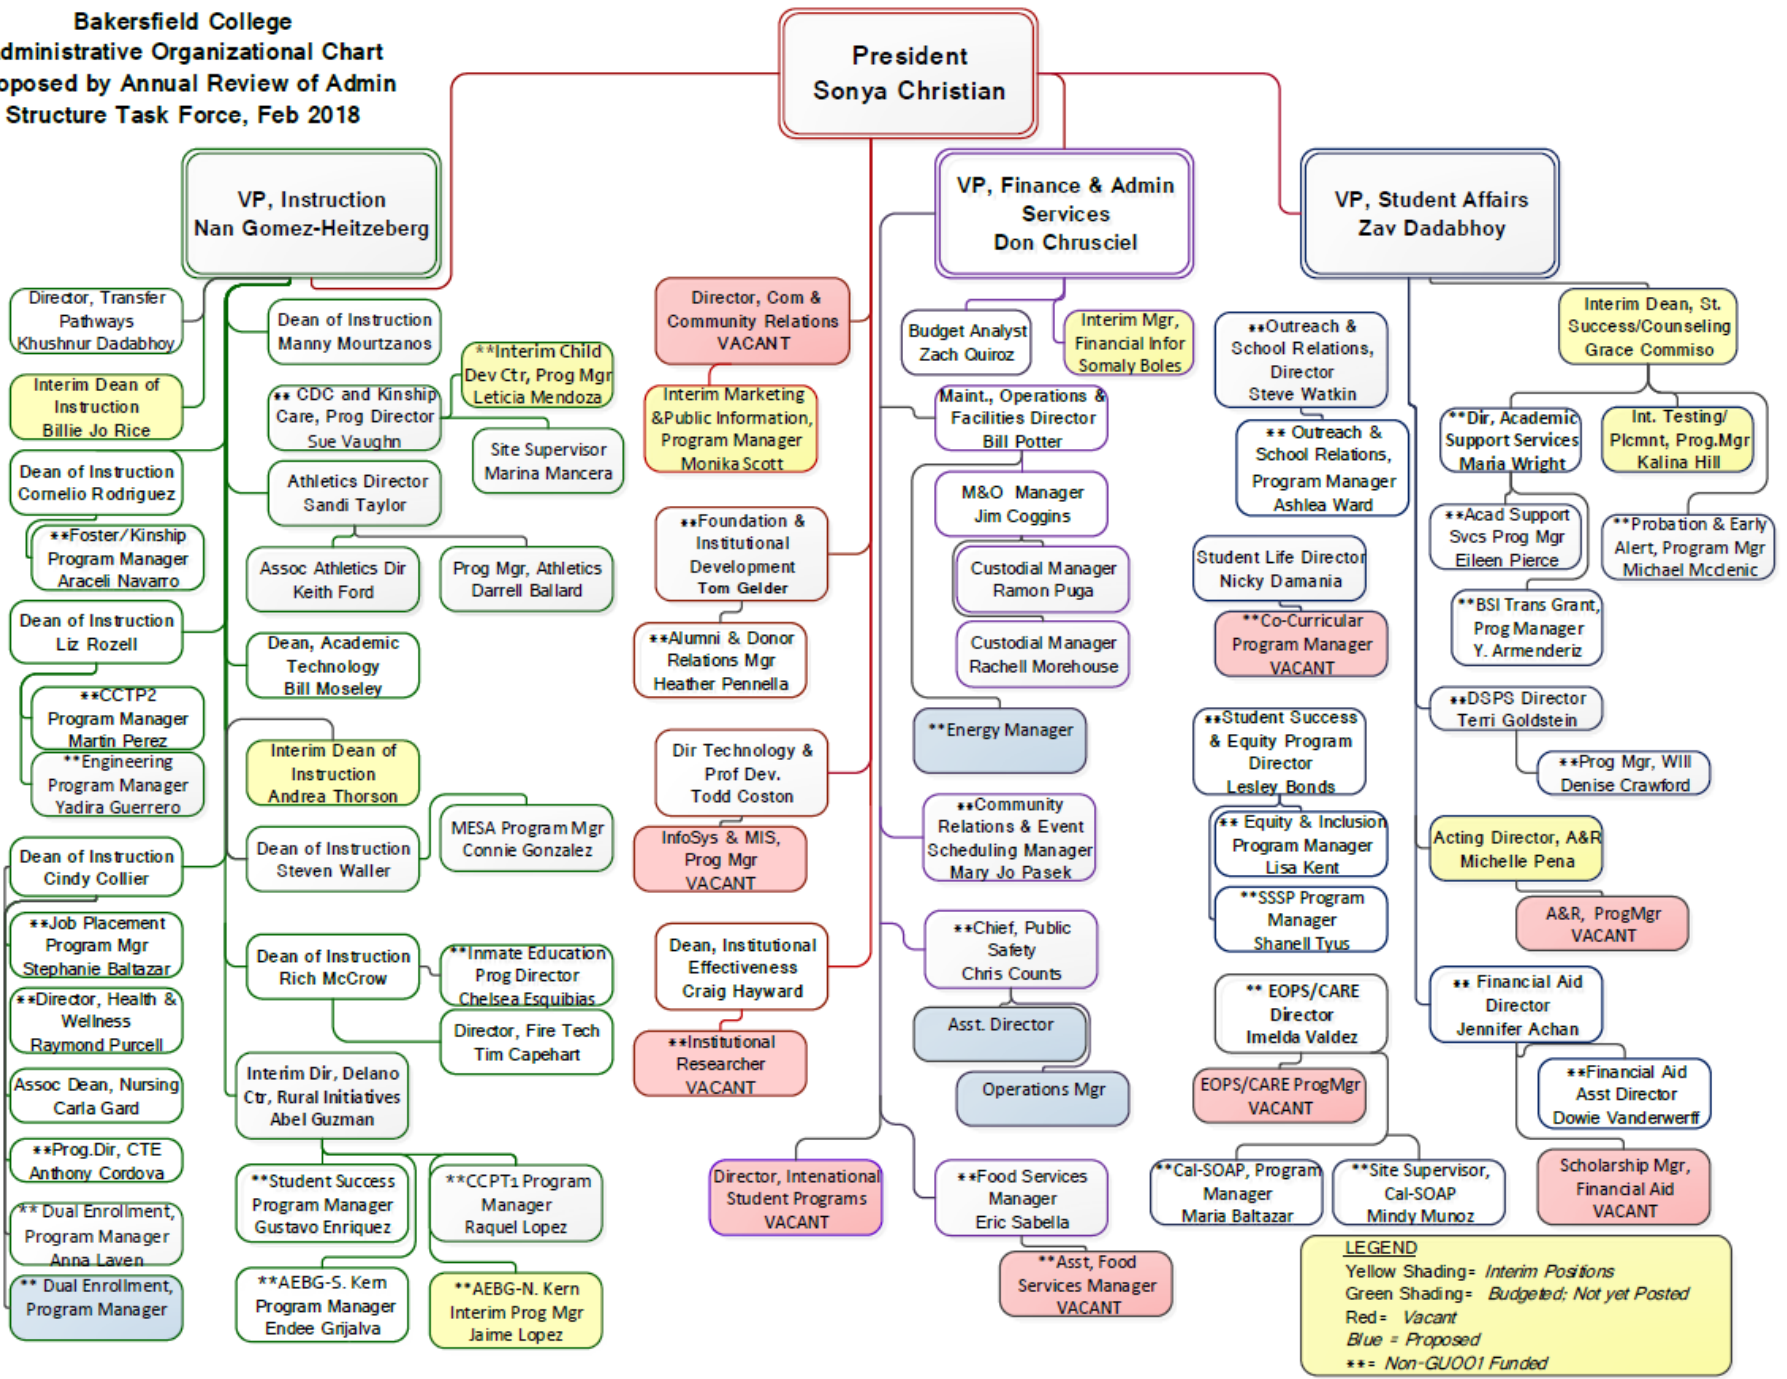 Bakersfield College
dministrative Organizational Chart
oposed by Annual Review of Admin
Structure Task Force, Feb 2018
President
Sonya Christian
VP, Instruction
Nan Gomez-Heitzeberg
VP, Finance & Admin
Services
Don Chrusciel
VP, Student Affairs
Zav Dadabhoy
Director, Transfer
Pathways
Khushnur Dadabhoy
Interim Dean of
Instruction
Billie Jo Rice
Dean of Instruction
Cornelio Rodriguez
**Foster/Kinship
Program Manager
Araceli Navarro
Dean of Instruction
Liz Rozell
**CCTP2
Program Manager
Martin Perez
**Engineering
Program Manager
Yadira Guerrero
Dean of Instruction
Cindy Collier
**Job Placement
Program Mgr
Stephanie Baltazar
**Director, Health &
Wellness
Raymond Purcell
Assoc Dean, Nursing
Carla Gard
**Prog.Dir, CTE
Anthony Cordova
** Dual Enrollment,
Program Manager
Anna Laven
** Dual Enrollment,
Program Manager
Dean of Instruction
Manny Mourtzanos
** CDC and Kinship
Care, Prog Director
Sue Vaughn
**Interim Child
Dev Ctr, Prog Mgr
Leticia Mendoza
Site Supervisor
Marina Mancera
Athletics Director
Sandi Taylor
Assoc Athletics Dir
Keith Ford
Prog Mgr, Athletics
Darrell Ballard
Dean, Academic
Technology
Bill Moseley
Interim Dean of
Instruction
Andrea Thorson
Dean of Instruction
Steven Waller
MESA Program Mgr
Connie Gonzalez
Dean of Instruction
Rich McCrow
**Inmate Education
Prog Director
Chelsea Esquibias
Director, Fire Tech
Tim Capehart
Interim Dir, Delano
Ctr, Rural Initiatives
Abel Guzman
**Student Success
Program Manager
Gustavo Enriquez
**CCPT1 Program
Manager
Raquel Lopez
**AEBG-S. Kern
Program Manager
Endee Grijalva
**AEBG-N. Kern
Interim Prog Mgr
Jaime Lopez
Director, Com &
Community Relations
VACANT
Interim Marketing
&Public Information,
Program Manager
Monika Scott
**Foundation &
Institutional
Development
Tom Gelder
**Alumni & Donor
Relations Mgr
Heather Pennella
Dir Technology &
Prof Dev.
Todd Coston
InfoSys & MIS,
Prog Mgr
VACANT
Dean, Institutional
Effectiveness
Craig Hayward
**Institutional
Researcher
VACANT
Budget Analyst
Zach Quiroz
Interim Mgr,
Financial Infor
Somaly Boles
Maint., Operations &
Facilities Director
Bill Potter
M&O  Manager
Jim Coggins
Custodial Manager
Ramon Puga
Custodial Manager
Rachell Morehouse
**Energy Manager
**Community
Relations & Event
Scheduling Manager
Mary Jo Pasek
**Chief, Public
Safety
Chris Counts
Asst. Director
Operations Mgr
Director, Intenational
Student Programs
VACANT
**Food Services
Manager
Eric Sabella
**Asst, Food
Services Manager
VACANT
**Outreach &
School Relations,
Director
Steve Watkin
** Outreach &
School Relations,
Program Manager
Ashlea Ward
Student Life Director
Nicky Damania
**Co-Curricular
Program Manager
VACANT
**Student Success
& Equity Program
Director
Lesley Bonds
** Equity & Inclusion
Program Manager
Lisa Kent
**SSSP Program
Manager
Shanell Tyus
** EOPS/CARE
Director
Imelda Valdez
EOPS/CARE ProgMgr
VACANT
**Cal-SOAP, Program
Manager
Maria Baltazar
**Site Supervisor,
Cal-SOAP
Mindy Munoz
Interim Dean, St.
Success/Counseling
Grace Commiso
**Dir, Academic
Support Services
Maria Wright
Int. Testing/
Plcmnt, Prog.Mgr
Kalina Hill
**Acad Support
Svcs Prog Mgr
Eileen Pierce
**Probation & Early
Alert, Program Mgr
Michael Mcclenic
**BSI Trans Grant,
Prog Manager
Y. Armenderiz
**DSPS Director
Terri Goldstein
**Prog Mgr, WIll
Denise Crawford
Acting Director, A&R
Michelle Pena
A&R, ProgMgr
VACANT
** Financial Aid
Director
Jennifer Achan
**Financial Aid
Asst Director
Dowie Vanderwerff
Scholarship Mgr,
Financial Aid
VACANT
LEGEND
Yellow Shading= Interim Positions
Green Shading= Budgeted; Not yet Posted
Red= Vacant
Blue = Proposed
**= Non-GU001 Funded